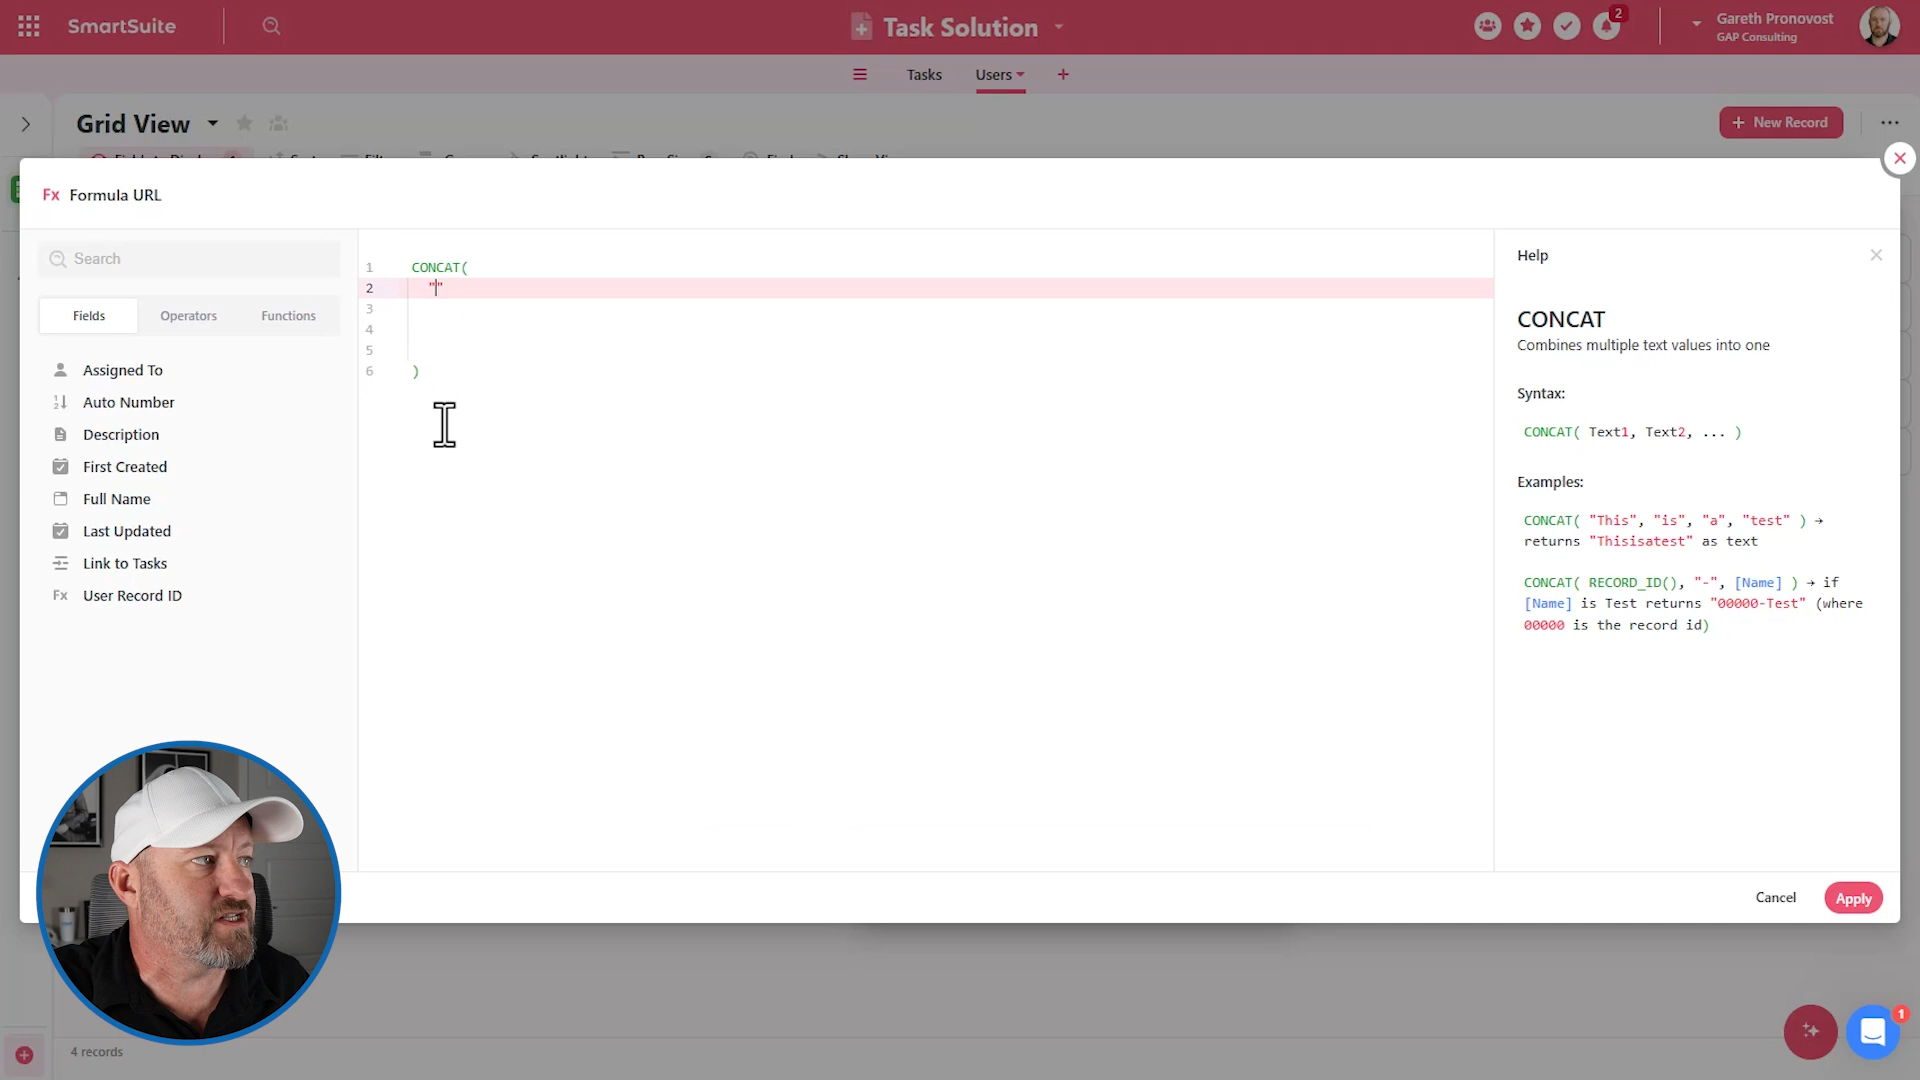 SmartSuite
Task Solution
2
Gareth Pronovost
GAP Consulting
Tasks
Users
Grid View
New Record
Fx Formula URL
Search
Fields
Operators
Functions
Assigned To
Auto Number
Description
First Created
Full Name
Last Updated
Link to Tasks
Fx User Record ID
1 CONCAT(
2 ""
3
4
5
6 )
Help
CONCAT
Combines multiple text values into one
Syntax:
CONCAT( Text1, Text2, ... )
Examples:
CONCAT( "This", "is", "a", "test" ) →
returns "Thisisatest" as text
CONCAT( RECORD_ID(), "-", [Name] ) → if
[Name] is Test returns "00000-Test" (where
00000 is the record id)
Cancel
Apply
4 records
1